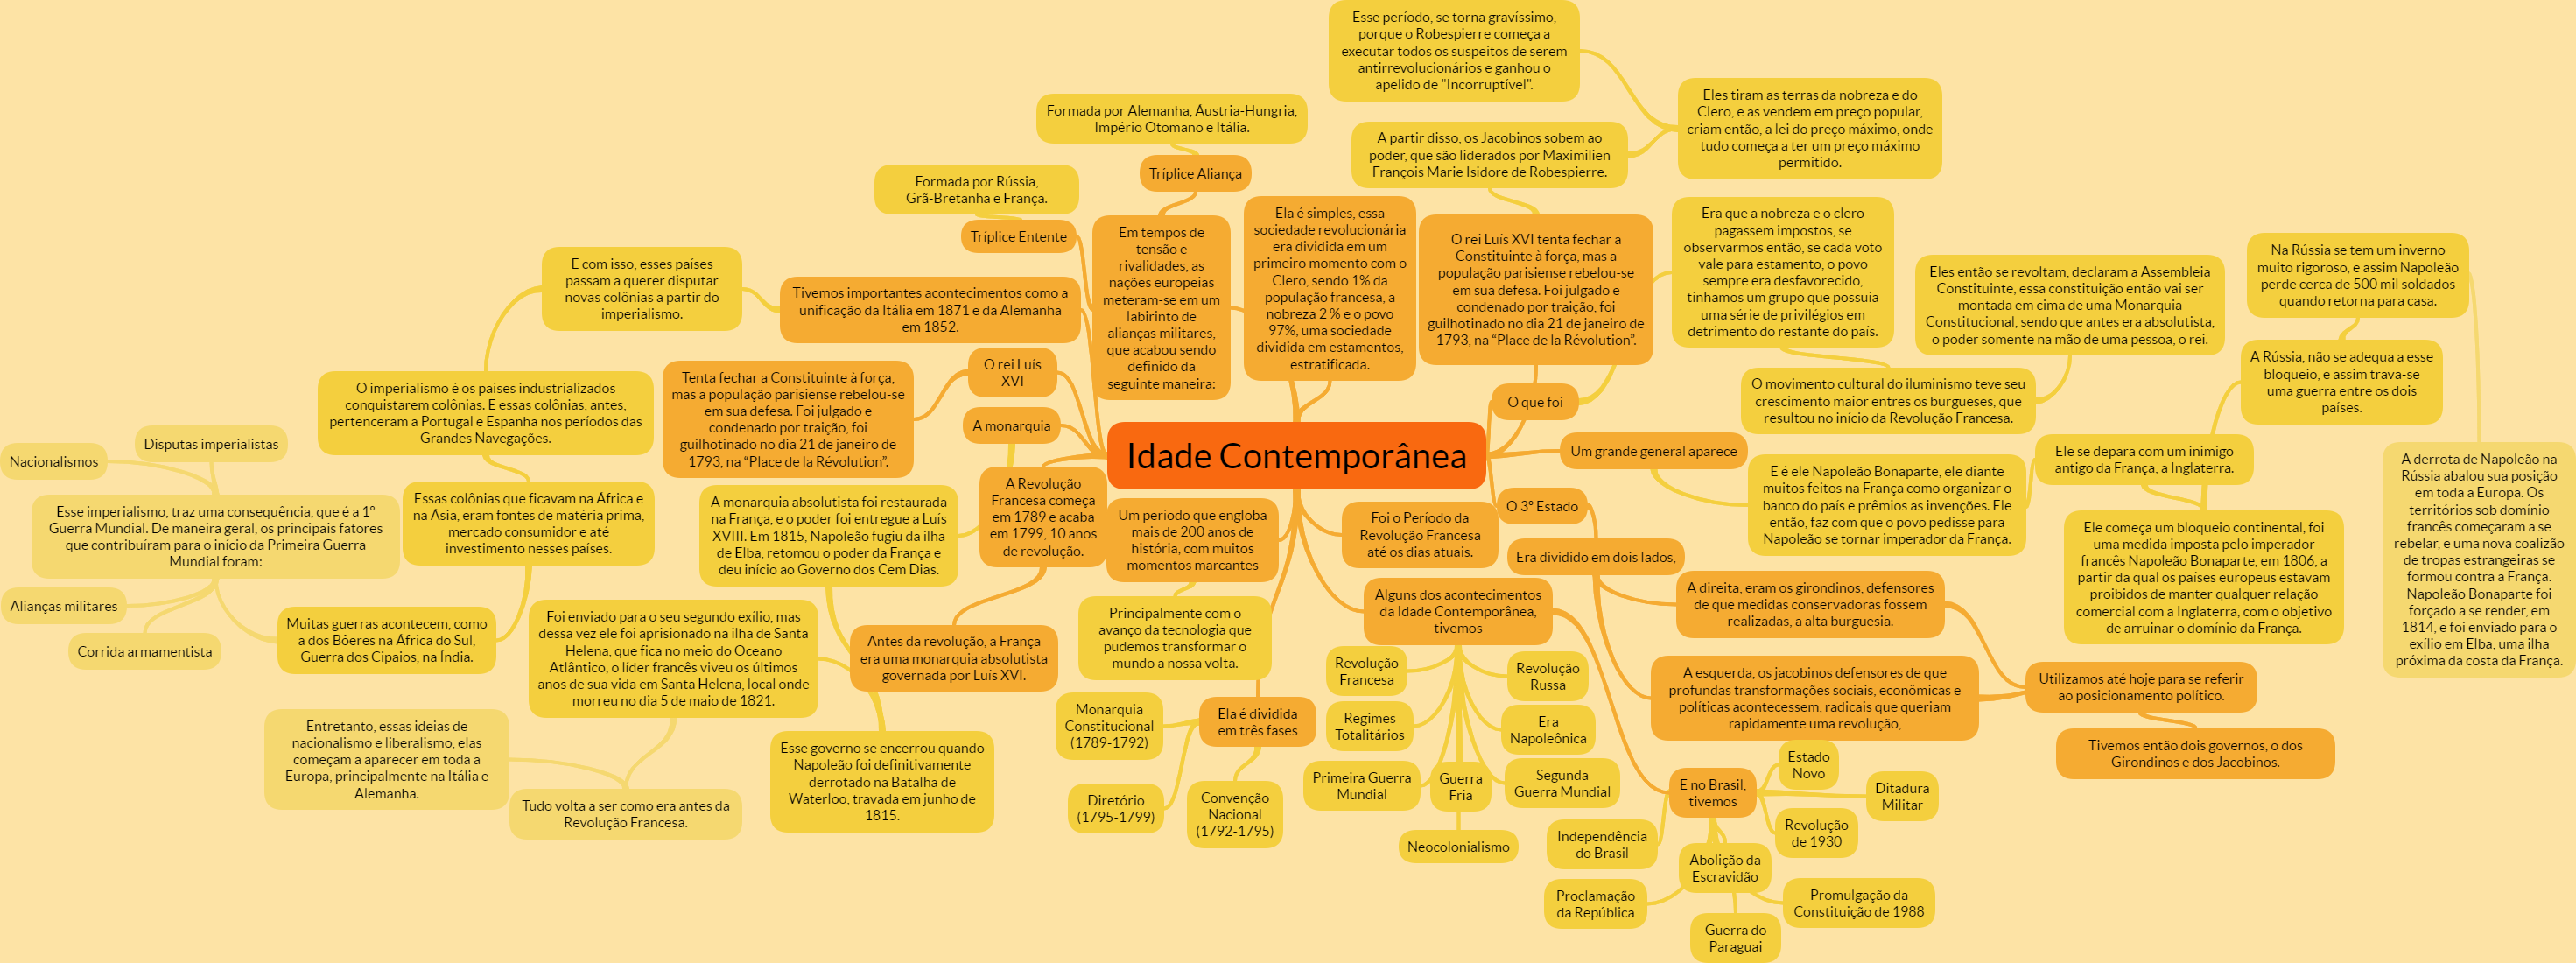 Idade Contemporânea
Esse período, se torna gravíssimo,
porque o Robespierre começa a
executar todos os suspeitos de serem
antirrevolucionários e ganhou o
apelido de "Incorruptível".
Eles tiram as terras da nobreza e do
Clero, e as vendem em preço popular,
criam então, a lei do preço máximo, onde
tudo começa a ter um preço máximo
permitido.
A partir disso, os Jacobinos sobem ao
poder, que são liderados por Maximilien
François Marie Isidore de Robespierre.
Formada por Alemanha, Áustria-Hungria,
Império Otomano e Itália.
Tríplice Aliança
Formada por Rússia,
Grã-Bretanha e França.
Tríplice Entente
Em tempos de
tensão e
rivalidades, as
nações europeias
meteram-se em um
labirinto de
alianças militares,
que acabou sendo
definido da
seguinte maneira:
Ela é simples, essa
sociedade revolucionária
era dividida em um
primeiro momento com o
Clero, sendo 1% da
população francesa, a
nobreza 2 % e o povo
97%, uma sociedade
dividida em estamentos,
estratificada.
O rei Luís XVI tenta fechar a
Constituinte à força, mas a
população parisiense rebelou-se
em sua defesa. Foi julgado e
condenado por traição, foi
guilhotinado no dia 21 de janeiro de
1793, na “Place de la Révolution”.
Era que a nobreza e o clero
pagassem impostos, se
observarmos então, se cada voto
vale para estamento, o povo
sempre era desfavorecido,
tínhamos um grupo que possuía
uma série de privilégios em
detrimento do restante do país.
Eles então se revoltam, declaram a Assembleia
Constituinte, essa constituição então vai ser
montada em cima de uma Monarquia
Constitucional, sendo que antes era absolutista,
o poder somente na mão de uma pessoa, o rei.
Na Rússia se tem um inverno
muito rigoroso, e assim Napoleão
perde cerca de 500 mil soldados
quando retorna para casa.
A Rússia, não se adequa a esse
bloqueio, e assim trava-se
uma guerra entre os dois
países.
O movimento cultural do iluminismo teve seu
crescimento maior entres os burgueses, que
resultou no início da Revolução Francesa.
O que foi
Um grande general aparece
E é ele Napoleão Bonaparte, ele diante
muitos feitos na França como organizar o
banco do país e prêmios as invenções. Ele
então, faz com que o povo pedisse para
Napoleão se tornar imperador da França.
Ele se depara com um inimigo
antigo da França, a Inglaterra.
Ele começa um bloqueio continental, foi
uma medida imposta pelo imperador
francês Napoleão Bonaparte, em 1806, a
partir da qual os países europeus estavam
proibidos de manter qualquer relação
comercial com a Inglaterra, com o objetivo
de arruinar o domínio da França.
A derrota de Napoleão na
Rússia abalou sua posição
em toda a Europa. Os
territórios sob domínio
francês começaram a se
rebelar, e uma nova coalizão
de tropas estrangeiras se
formou contra a França.
Napoleão Bonaparte foi
forçado a se render, em
1814, e foi enviado para o
exílio em Elba, uma ilha
próxima da costa da França.
E com isso, esses países
passam a querer disputar
novas colônias a partir do
imperialismo.
Tivemos importantes acontecimentos como a
unificação da Itália em 1871 e da Alemanha
em 1852.
O rei Luís
XVI
Tenta fechar a Constituinte à força,
mas a população parisiense rebelou-se
em sua defesa. Foi julgado e
condenado por traição, foi
guilhotinado no dia 21 de janeiro de
1793, na “Place de la Révolution”.
A monarquia
O imperialismo é os países industrializados
conquistarem colônias. E essas colônias, antes,
pertenceram a Portugal e Espanha nos períodos das
Grandes Navegações.
Disputas imperialistas
Nacionalismos
Esse imperialismo, traz uma consequência, que é a 1°
Guerra Mundial. De maneira geral, os principais fatores
que contribuíram para o início da Primeira Guerra
Mundial foram:
Alianças militares
Corrida armamentista
Essas colônias que ficavam na África e
na Ásia, eram fontes de matéria prima,
mercado consumidor e até
investimento nesses países.
Muitas guerras acontecem, como
a dos Bôeres na África do Sul,
Guerra dos Cipaios, na Índia.
A monarquia absolutista foi restaurada
na França, e o poder foi entregue a Luís
XVIII. Em 1815, Napoleão fugiu da ilha
de Elba, retomou o poder da França e
deu início ao Governo dos Cem Dias.
A Revolução
Francesa começa
em 1789 e acaba
em 1799, 10 anos
de revolução.
Antes da revolução, a França
era uma monarquia absolutista
governada por Luís XVI.
Foi enviado para o seu segundo exílio, mas
dessa vez ele foi aprisionado na ilha de Santa
Helena, que fica no meio do Oceano
Atlântico, o líder francês viveu os últimos
anos de sua vida em Santa Helena, local onde
morreu no dia 5 de maio de 1821.
Esse governo se encerrou quando
Napoleão foi definitivamente
derrotado na Batalha de
Waterloo, travada em junho de
1815.
Entretanto, essas ideias de
nacionalismo e liberalismo, elas
começam a aparecer em toda a
Europa, principalmente na Itália e
Alemanha.
Tudo volta a ser como era antes da
Revolução Francesa.
Um período que engloba
mais de 200 anos de
história, com muitos
momentos marcantes
Principalmente com o
avanço da tecnologia que
pudemos transformar o
mundo a nossa volta.
Ela é dividida
em três fases
Monarquia
Constitucional
(1789-1792)
Diretório
(1795-1799)
Convenção
Nacional
(1792-1795)
Foi o Período da
Revolução Francesa
até os dias atuais.
Alguns dos acontecimentos
da Idade Contemporânea,
tivemos
Revolução
Francesa
Revolução
Russa
Regimes
Totalitários
Era
Napoleônica
Primeira Guerra
Mundial
Guerra
Fria
Segunda
Guerra Mundial
Neocolonialismo
O 3º Estado
Era dividido em dois lados,
A direita, eram os girondinos, defensores
de que medidas conservadoras fossem
realizadas, a alta burguesia.
A esquerda, os jacobinos defensores de que
profundas transformações sociais, econômicas e
políticas acontecessem, radicais que queriam
rapidamente uma revolução,
Utilizamos até hoje para se referir
ao posicionamento político.
Tivemos então dois governos, o dos
Girondinos e dos Jacobinos.
E no Brasil,
tivemos
Estado
Novo
Ditadura
Militar
Revolução
de 1930
Independência
do Brasil
Abolição da
Escravidão
Proclamação
da República
Promulgação da
Constituição de 1988
Guerra do
Paraguai